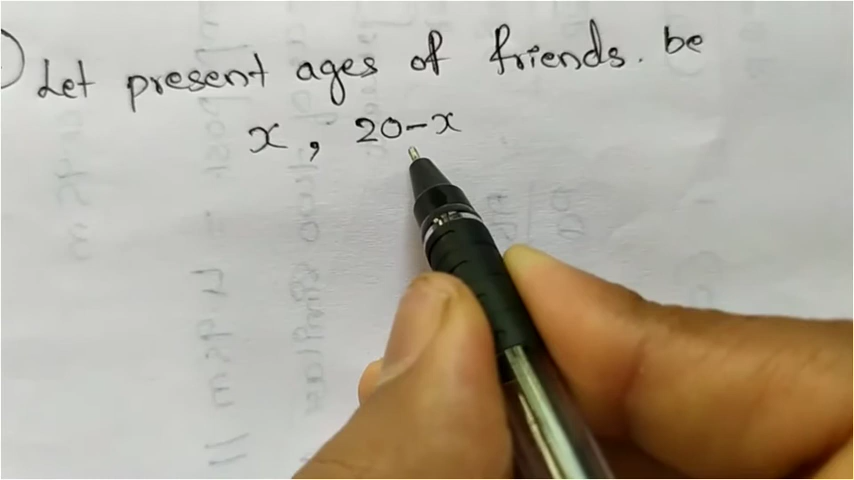 Let present ages of friends. be
x, 20-x